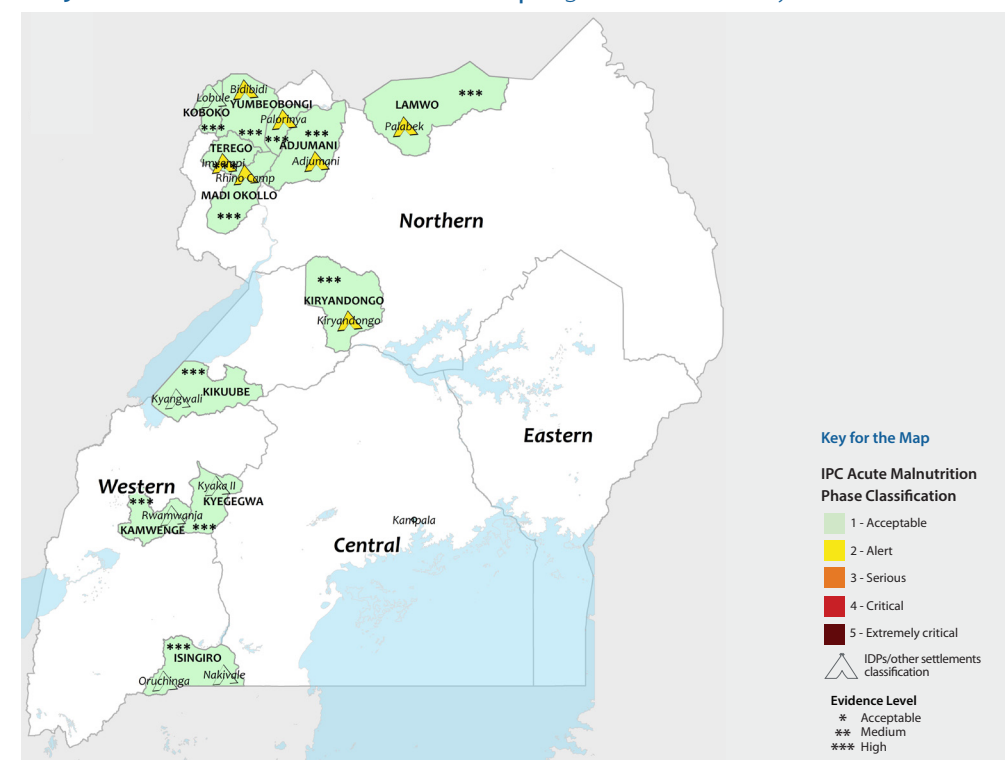 Bidibidi
Lobule
YUMBE
OBONGI
KOBOKO
***
Palorinya
***
***
***
TEREGO
ADJUMANI
Imvempi
***
Adjumani
Rhino Camp
MADI OKOLLO
***
***
LAMWO
Palabek
Northern
***
KIRYANDONGO
Kiryandongo
***
KIKUUBE
Kyangwali
Eastern
Western
Kyaka II
***
KYEGEGWA
Rwamwanja
KAMWENGE
***
Kampala
Central
***
ISINGIRO
Oruchinga
Nakivale
Key for the Map
IPC Acute Malnutrition
Phase Classification
1 - Acceptable
2 - Alert
3 - Serious
4 - Critical
5 - Extremely critical
IDPs/other settlements
classification
Evidence Level
* Acceptable
** Medium
*** High